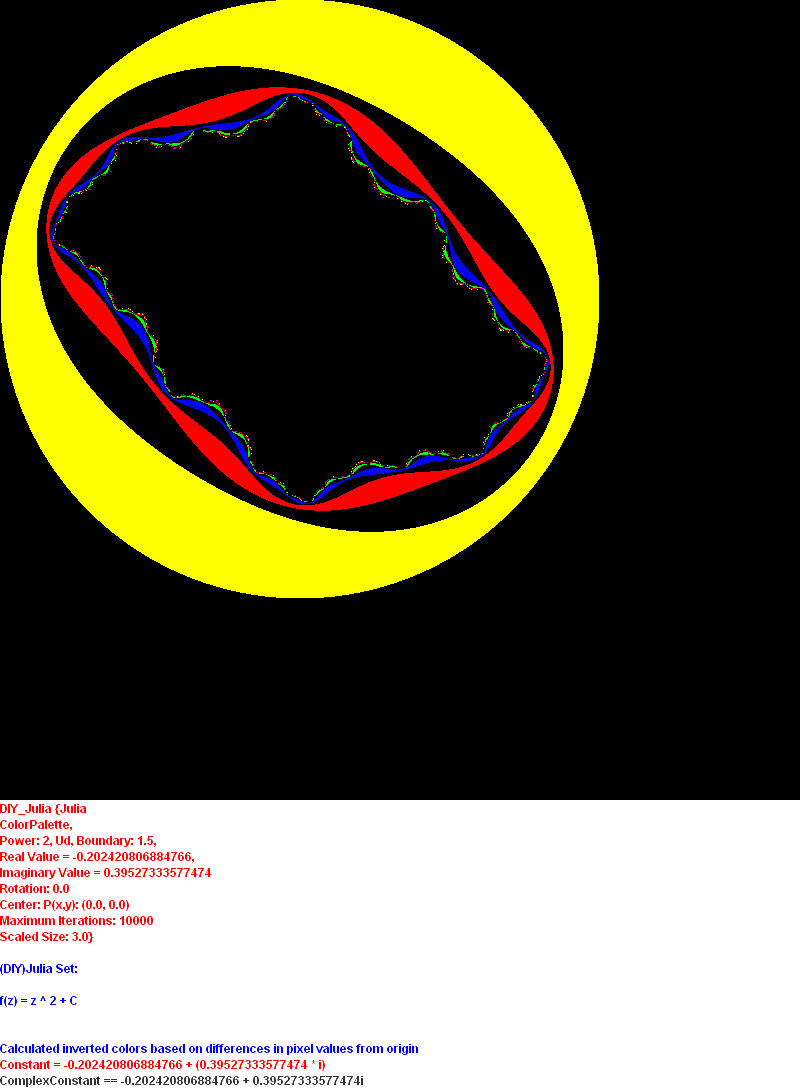 DIY_Julia {Julia
ColorPalette,
Power: 2, Ud, Boundary: 1.5,
Real Value = -0.202420806884766,
Imaginary Value = 0.39527333577474
Rotation: 0.0
Center: P(x,y): (0.0, 0.0)
Maximum Iterations: 10000
Scaled Size: 3.0}
(DIY)Julia Set:
f(z) = z ^ 2 + C
Calculated inverted colors based on differences in pixel values from origin
Constant = -0.202420806884766 + (0.39527333577474 * i)
ComplexConstant == -0.202420806884766 + 0.39527333577474i